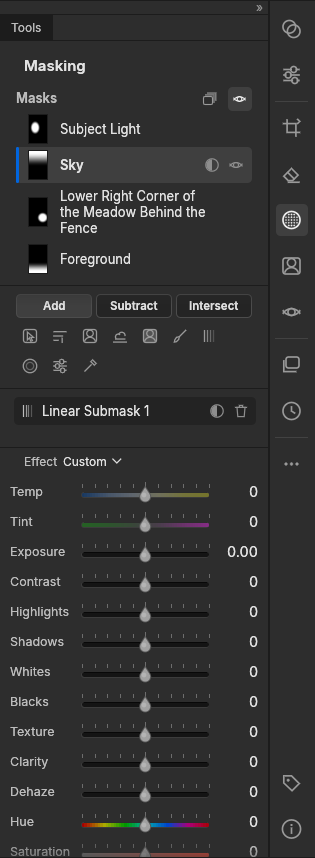 »
Tools
Masking
Masks
Subject Light
Sky
Lower Right Corner of
the Meadow Behind the
Fence
Foreground
Add Subtract Intersect
Linear Submask 1
Effect Custom
Temp 0
Tint 0
Exposure 0.00
Contrast 0
Highlights 0
Shadows 0
Whites 0
Blacks 0
Texture 0
Clarity 0
Dehaze 0
Hue 0
Saturation 0